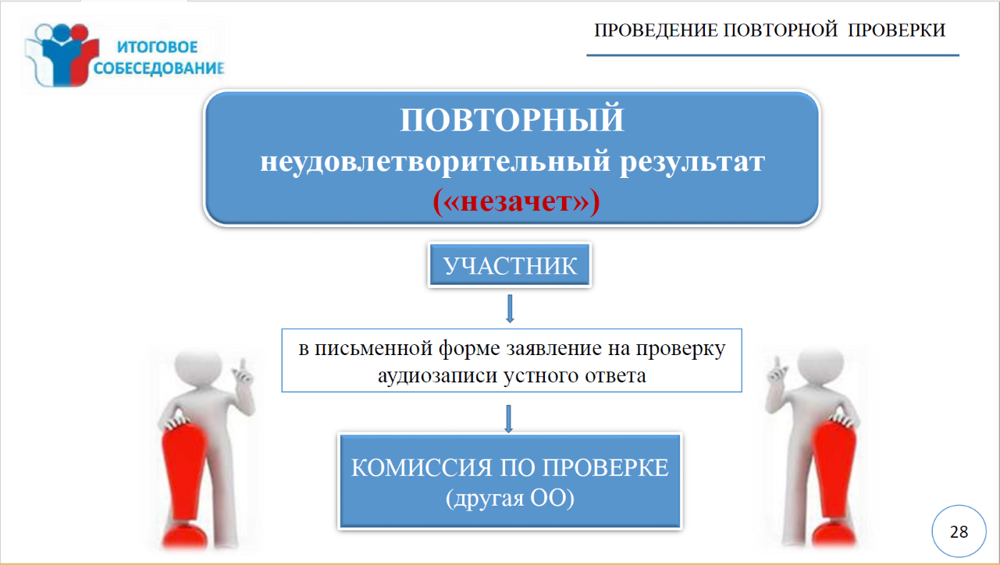 ИТОГОВОЕ
СОБЕСЕДОВАНИЕ
ПРОВЕДЕНИЕ ПОВТОРНОЙ ПРОВЕРКИ
ПОВТОРНЫЙ
неудовлетворительный результат
(«незачет»)
УЧАСТНИК
в письменной форме заявление на проверку
аудиозаписи устного ответа
КОМИССИЯ ПО ПРОВЕРКЕ
(другая ОО)
28